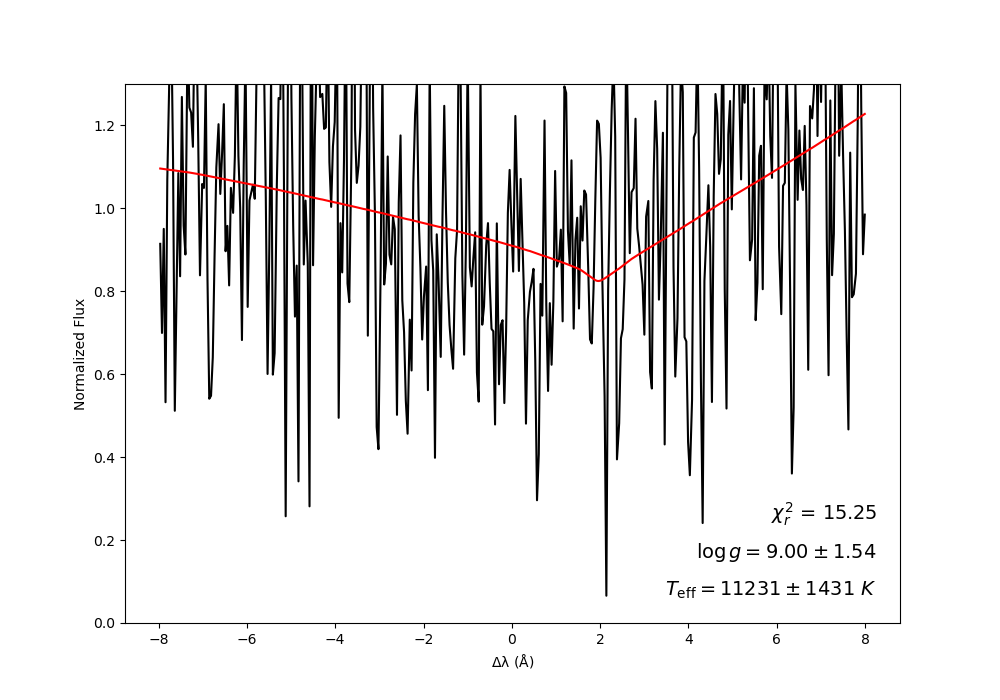 1.2
1.0
0.8
0.6
0.4
0.2
0.0
Normalized Flux
χ²ᵣ = 15.25
log g = 9.00 ± 1.54
T_eff = 11231 ± 1431 K
−8 −6 −4 −2 0 2 4 6 8
Δλ (Å)